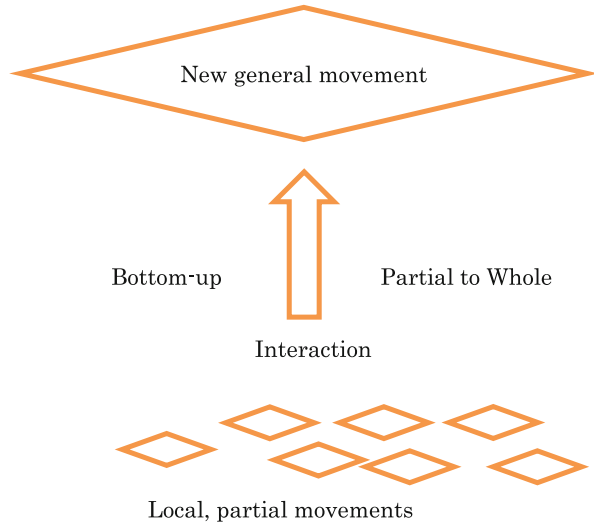 New general movement
Bottom-up
Partial to Whole
Interaction
Local, partial movements